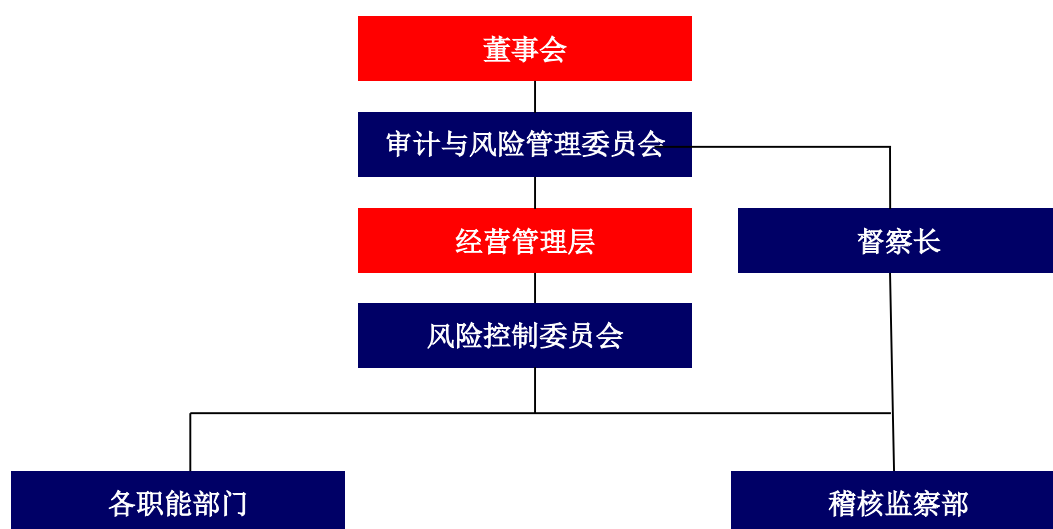 董事会
审计与风险管理委员会
经营管理层
督察长
风险控制委员会
各职能部门
稽核监察部